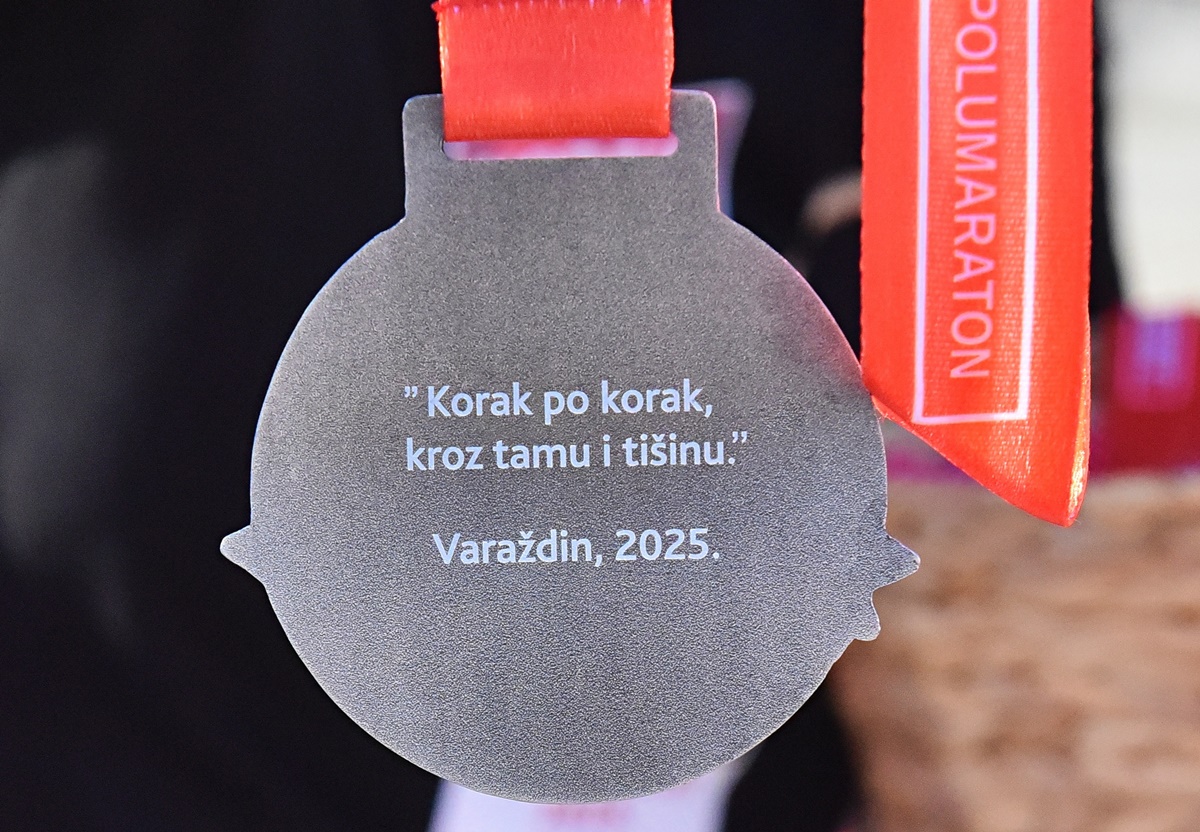 POLUMARATON
” Korak po korak,
kroz tamu i tišinu.”
Varaždin, 2025.